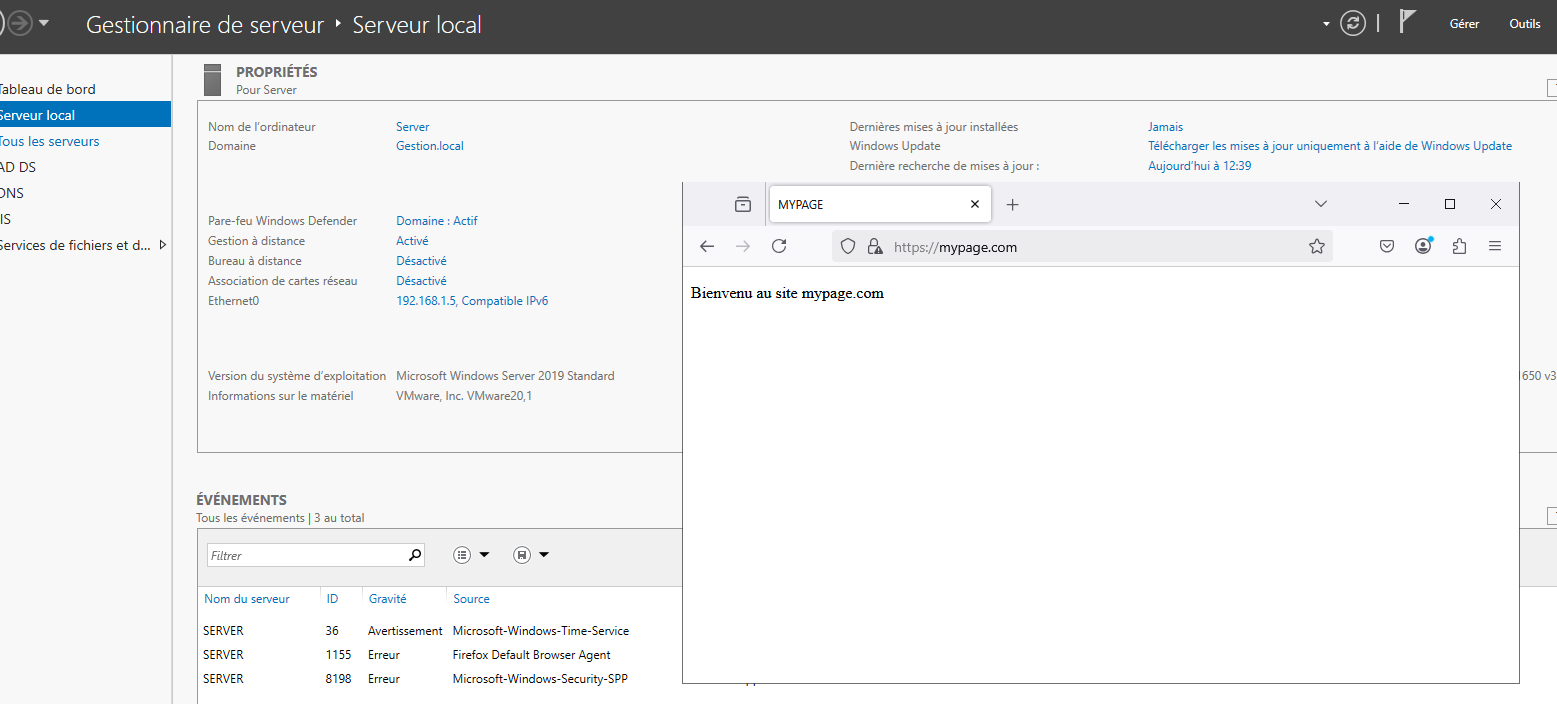 Gestionnaire de serveur ‣ Serveur local
Gérer Outils
Tableau de bord
Serveur local
Tous les serveurs
AD DS
DNS
IIS
Services de fichiers et d...
PROPRIÉTÉS
Pour Server
Nom de l'ordinateur Server
Domaine Gestion.local
Dernières mises à jour installées Jamais
Windows Update Télécharger les mises à jour uniquement à l'aide de Windows Update
Dernière recherche de mises à jour : Aujourd'hui à 12:39
Pare-feu Windows Defender Domaine : Actif
Gestion à distance Activé
Bureau à distance Désactivé
Association de cartes réseau Désactivé
Ethernet0 192.168.1.5, Compatible IPv6
Version du système d'exploitation Microsoft Windows Server 2019 Standard
Informations sur le matériel VMware, Inc. VMware20,1
650 v3
MYPAGE
https://mypage.com
Bienvenu au site mypage.com
ÉVÉNEMENTS
Tous les événements | 3 au total
Filtrer
Nom du serveur ID Gravité Source
SERVER 36 Avertissement Microsoft-Windows-Time-Service
SERVER 1155 Erreur Firefox Default Browser Agent
SERVER 8198 Erreur Microsoft-Windows-Security-SPP